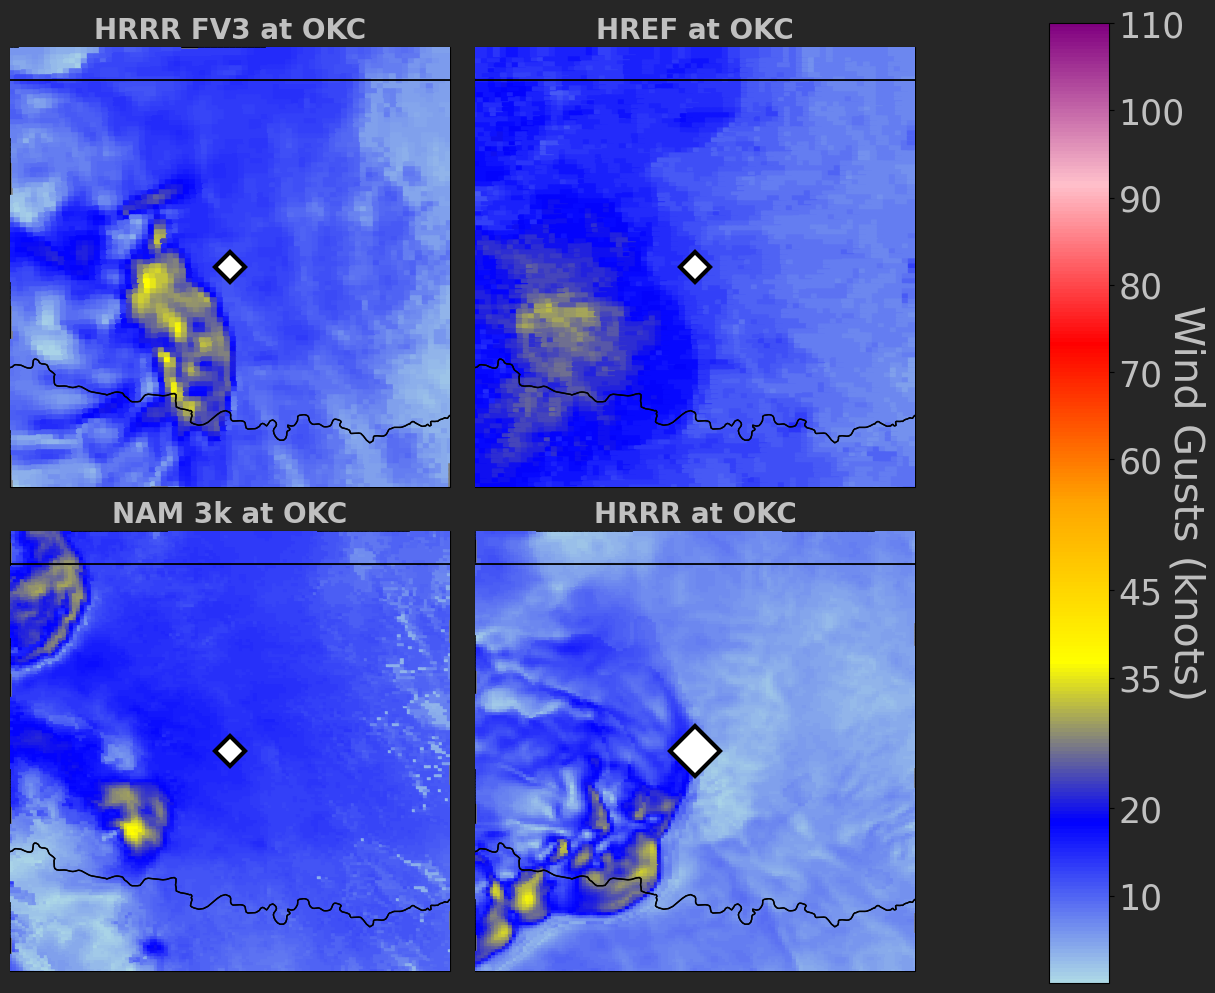 HRRR FV3 at OKC
HREF at OKC
NAM 3k at OKC
HRRR at OKC
110
100
90
80
70
60
45
35
20
10
Wind Gusts (knots)